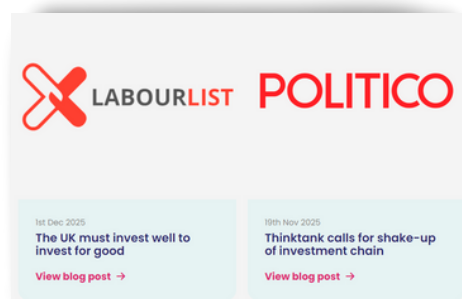 LABOURLIST
POLITICO
1st Dec 2025
The UK must invest well to
invest for good
View blog post →
19th Nov 2025
Thinktank calls for shake-up
of investment chain
View blog post →